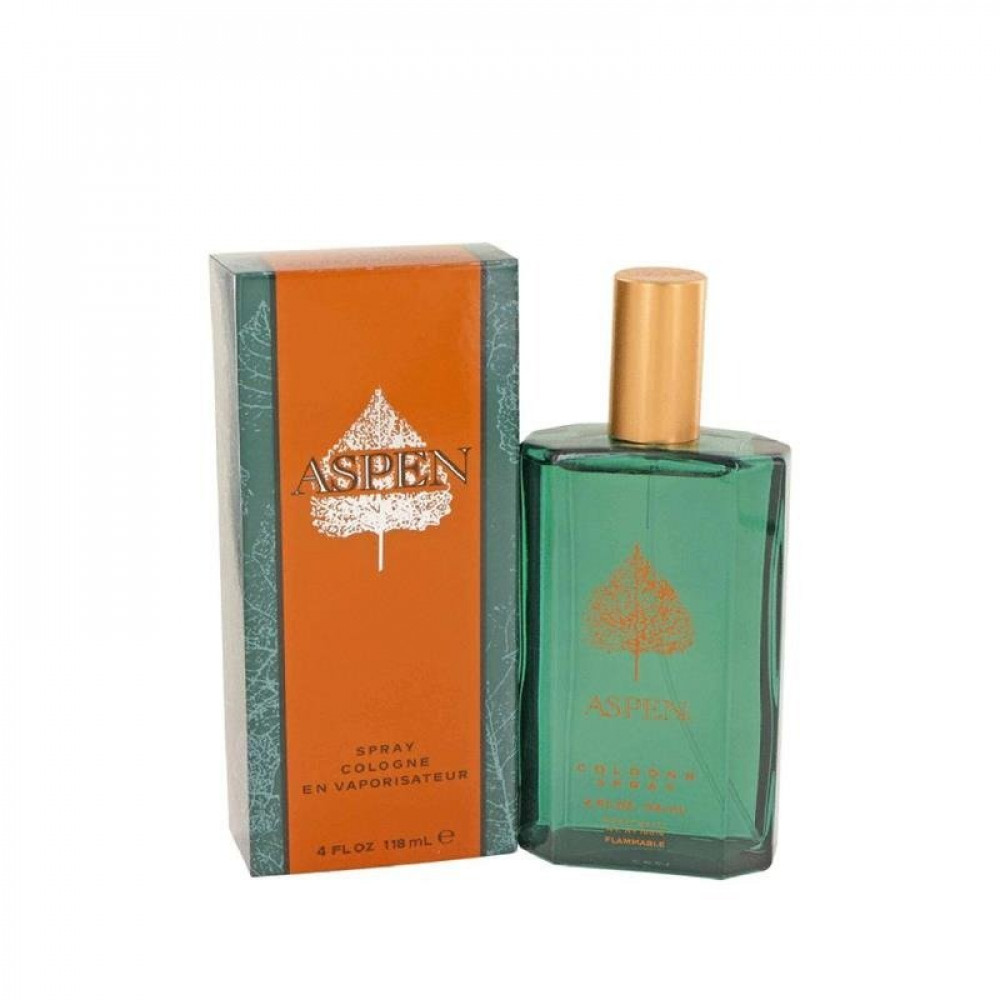 ASPEN
SPRAY
COLOGNE
EN VAPORISATEUR
4 FL OZ 118 mL ℮
ASPEN
COLOGNE
SPRAY
FLAMMABLE